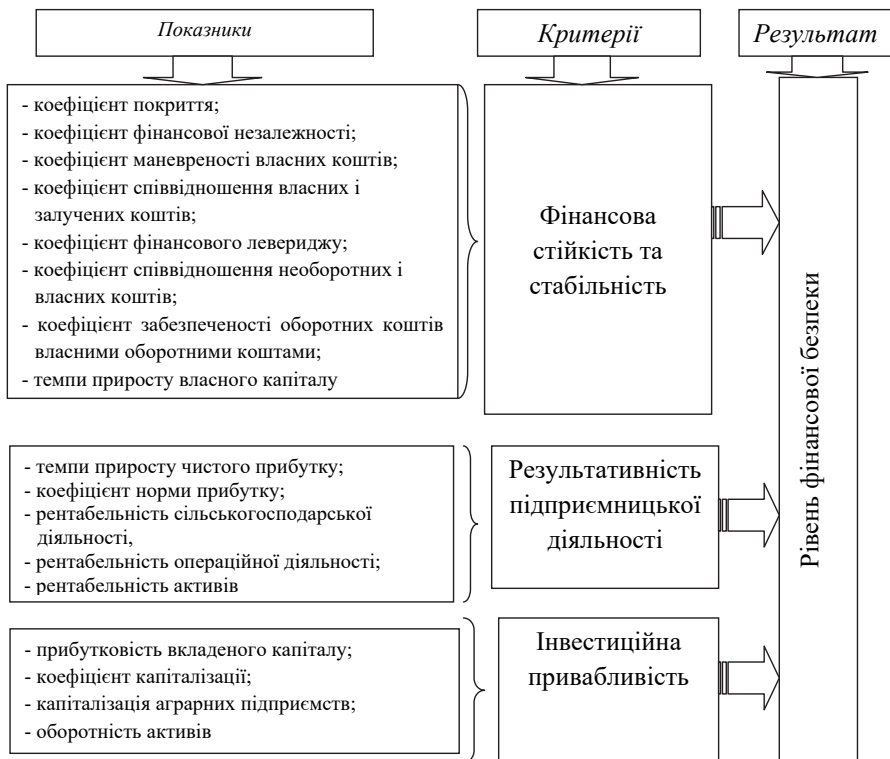 Показники
Критерії
Результат
- коефіцієнт покриття;
- коефіцієнт фінансової незалежності;
- коефіцієнт маневреності власних коштів;
- коефіцієнт співвідношення власних і
залучених коштів;
- коефіцієнт фінансового левериджу;
- коефіцієнт співвідношення необоротних і
власних коштів;
- коефіцієнт забезпеченості оборотних коштів
власними оборотними коштами;
- темпи приросту власного капіталу
Фінансова
стійкість та
стабільність
- темпи приросту чистого прибутку;
- коефіцієнт норми прибутку;
- рентабельність сільськогосподарської
діяльності,
- рентабельність операційної діяльності;
- рентабельність активів
Результативність
підприємницької
діяльності
- прибутковість вкладеного капіталу;
- коефіцієнт капіталізації;
- капіталізація аграрних підприємств;
- оборотність активів
Інвестиційна
привабливість
Рівень фінансової безпеки